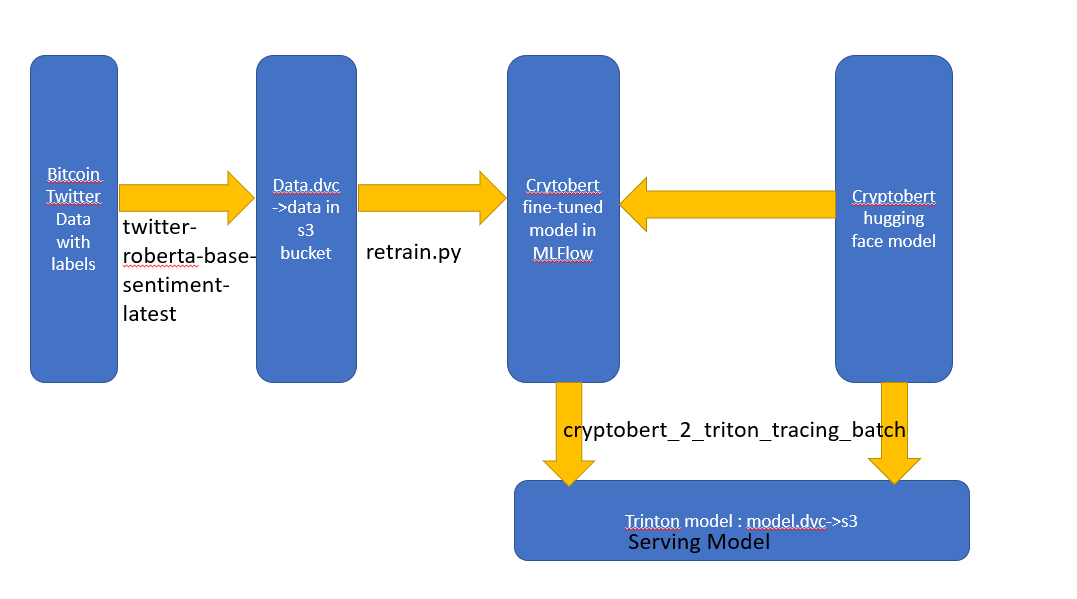 Bitcoin
Twitter
Data
with
labels
twitter-
roberta-base-
sentiment-
latest
Data.dvc
->data in
s3
bucket
retrain.py
Crytobert
fine-tuned
model in
MLFlow
Cryptobert
hugging
face model
cryptobert_2_triton_tracing_batch
Trinton model : model.dvc->s3
Serving Model